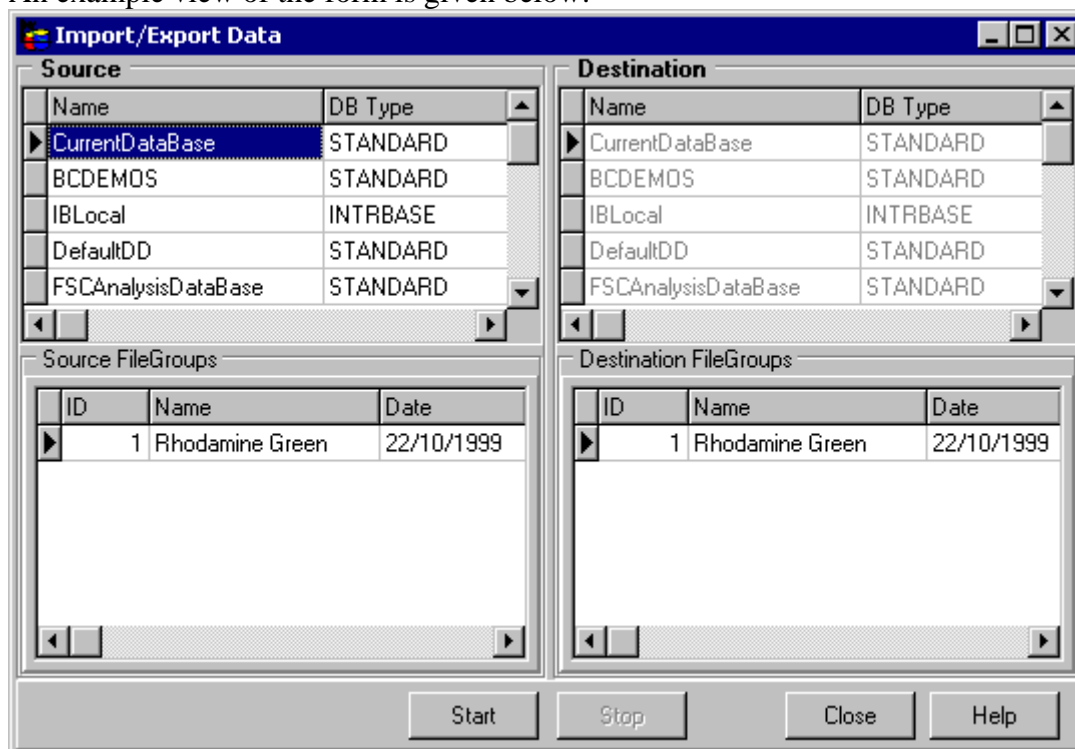 An example view of the form is given below:
Import/Export Data
Source
Name DB Type
CurrentDataBase STANDARD
BCDEMOS STANDARD
IBLocal INTRBASE
DefaultDD STANDARD
FSCAnalysisDataBase STANDARD
Destination
Name DB Type
CurrentDataBase STANDARD
BCDEMOS STANDARD
IBLocal INTRBASE
DefaultDD STANDARD
FSCAnalysisDataBase STANDARD
Source FileGroups
ID Name Date
1 Rhodamine Green 22/10/1999
Destination FileGroups
ID Name Date
1 Rhodamine Green 22/10/1999
Start Stop Close Help